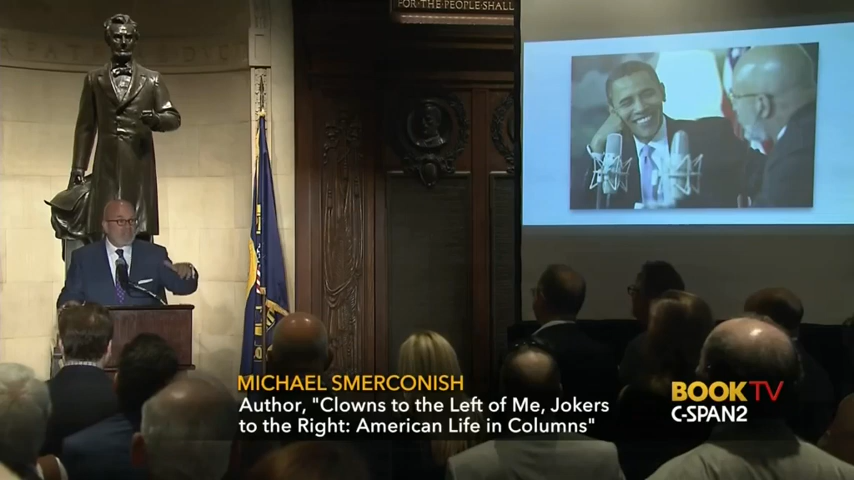 FOR THE PEOPLE SHALL
MICHAEL SMERCONISH
Author, "Clowns to the Left of Me, Jokers
to the Right: American Life in Columns"
BOOK TV
C-SPAN2